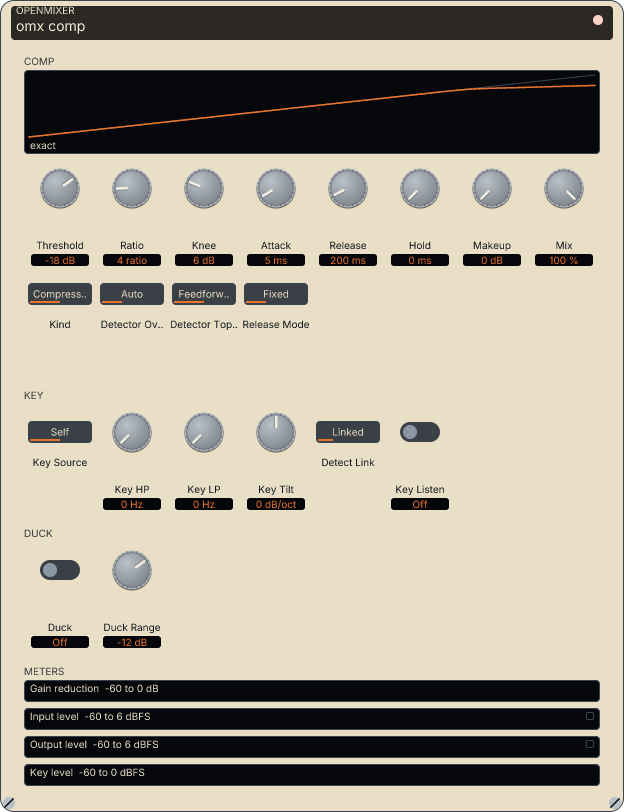 OPENMIXER
omx comp
COMP
exact
Threshold Ratio Knee Attack Release Hold Makeup Mix
-18 dB 4 ratio 6 dB 5 ms 200 ms 0 ms 0 dB 100 %
Compress.. Auto Feedforw.. Fixed
Kind Detector Ov.. Detector Top.. Release Mode
KEY
Self Linked
Key Source Detect Link
Key HP Key LP Key Tilt Key Listen
0 Hz 0 Hz 0 dB/oct Off
DUCK
Duck Duck Range
Off -12 dB
METERS
Gain reduction -60 to 0 dB
Input level -60 to 6 dBFS
Output level -60 to 6 dBFS
Key level -60 to 0 dBFS